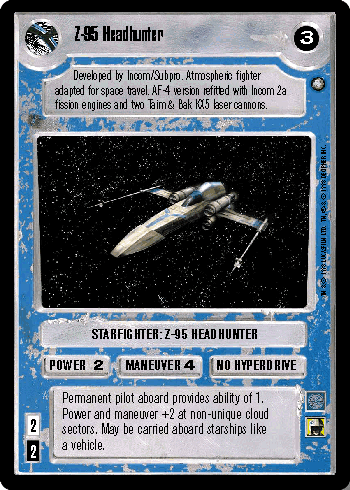 Z-95 Headhunter
3
Developed by Incom/Subpro. Atmospheric fighter
adapted for space travel. AF-4 version refitted with Incom 2a
fission engines and two Taim & Bak KX5 laser cannons.
STARFIGHTER: Z-95 HEADHUNTER
POWER 2 MANEUVER 4 NO HYPERDRIVE
Permanent pilot aboard provides ability of 1.
Power and maneuver +2 at non-unique cloud
sectors. May be carried aboard starships like
a vehicle.
2
2